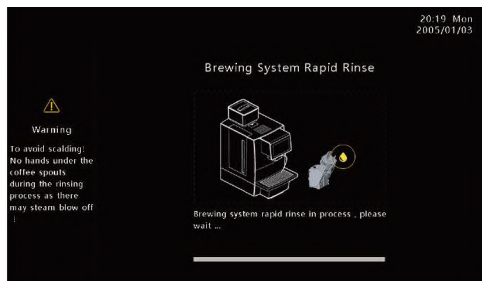 20:19 Mon
2005/01/03
Brewing System Rapid Rinse
Warning
To avoid scalding!
No hands under the
coffee spouts
during the rinsing
process as there
may steam blow off
!
Brewing system rapid rinse in process , please
wait ...